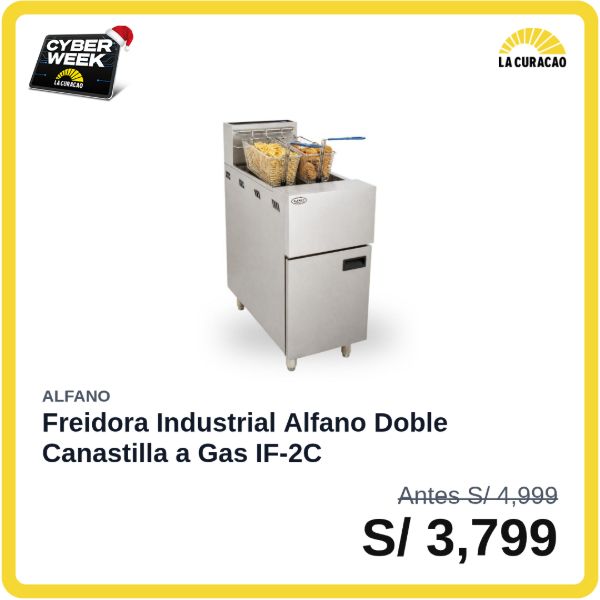 CYBER
WEEK
LA CURACAO
LA CURACAO
ALFANO
Freidora Industrial Alfano Doble
Canastilla a Gas IF-2C
Antes S/ 4,999
S/ 3,799